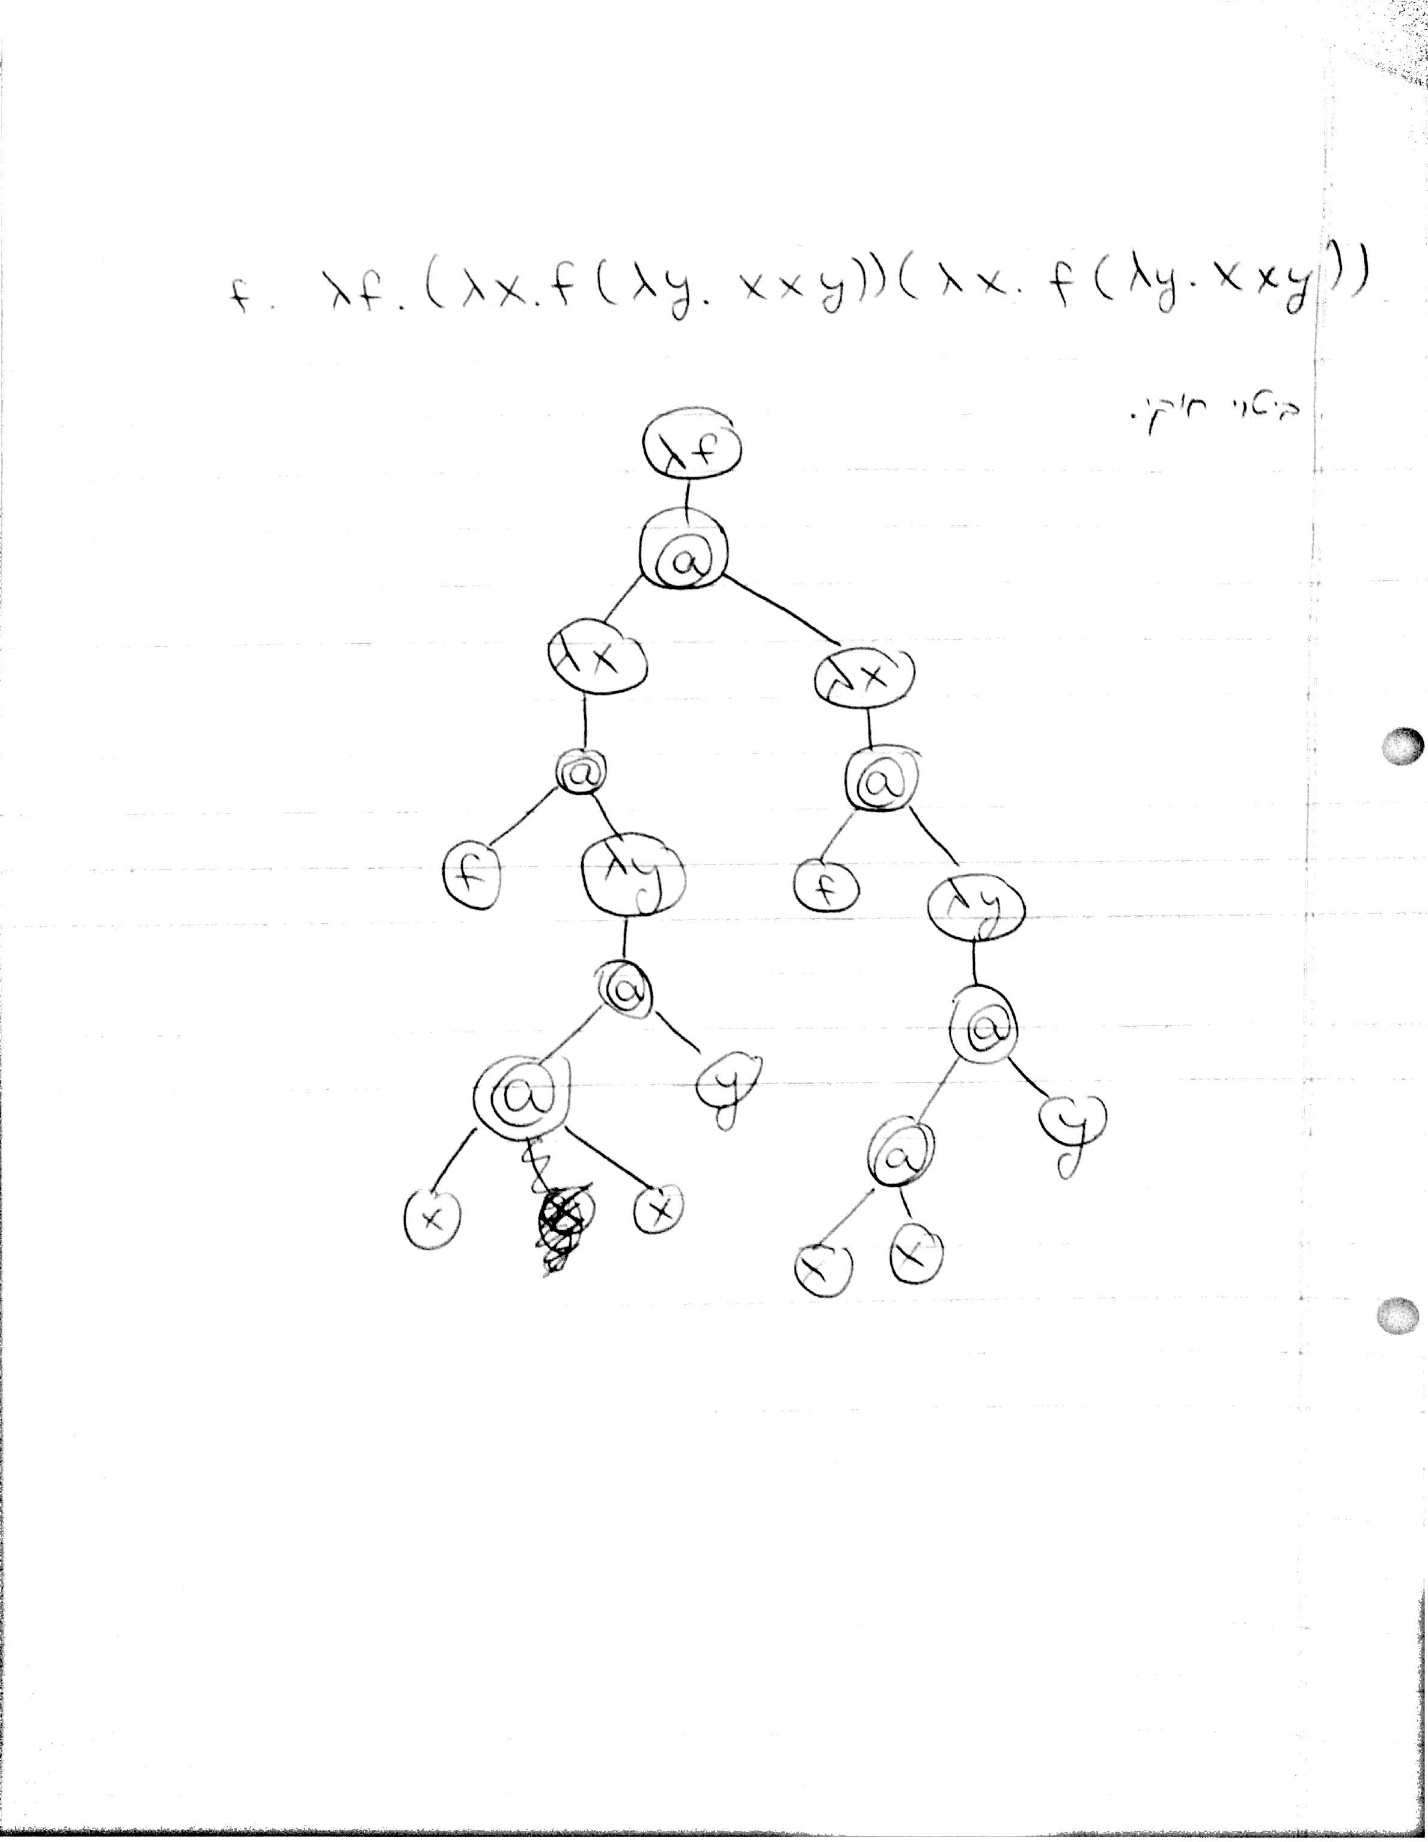 f. λf.(λx.f(λy. xxy))(λx. f(λy.xxy))
ביטוי חוקי.
λf
@
λx λx
@ @
f λy f λy
@ @
@ y @ y
x x x x